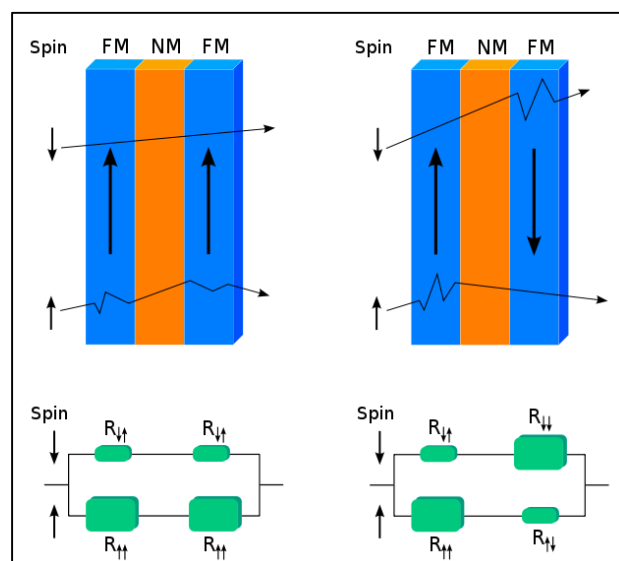 Spin FM NM FM
Spin FM NM FM
Spin
R↓↑ R↓↑
R↑↑ R↑↑
Spin
R↓↑ R↓↓
R↑↑ R↑↓